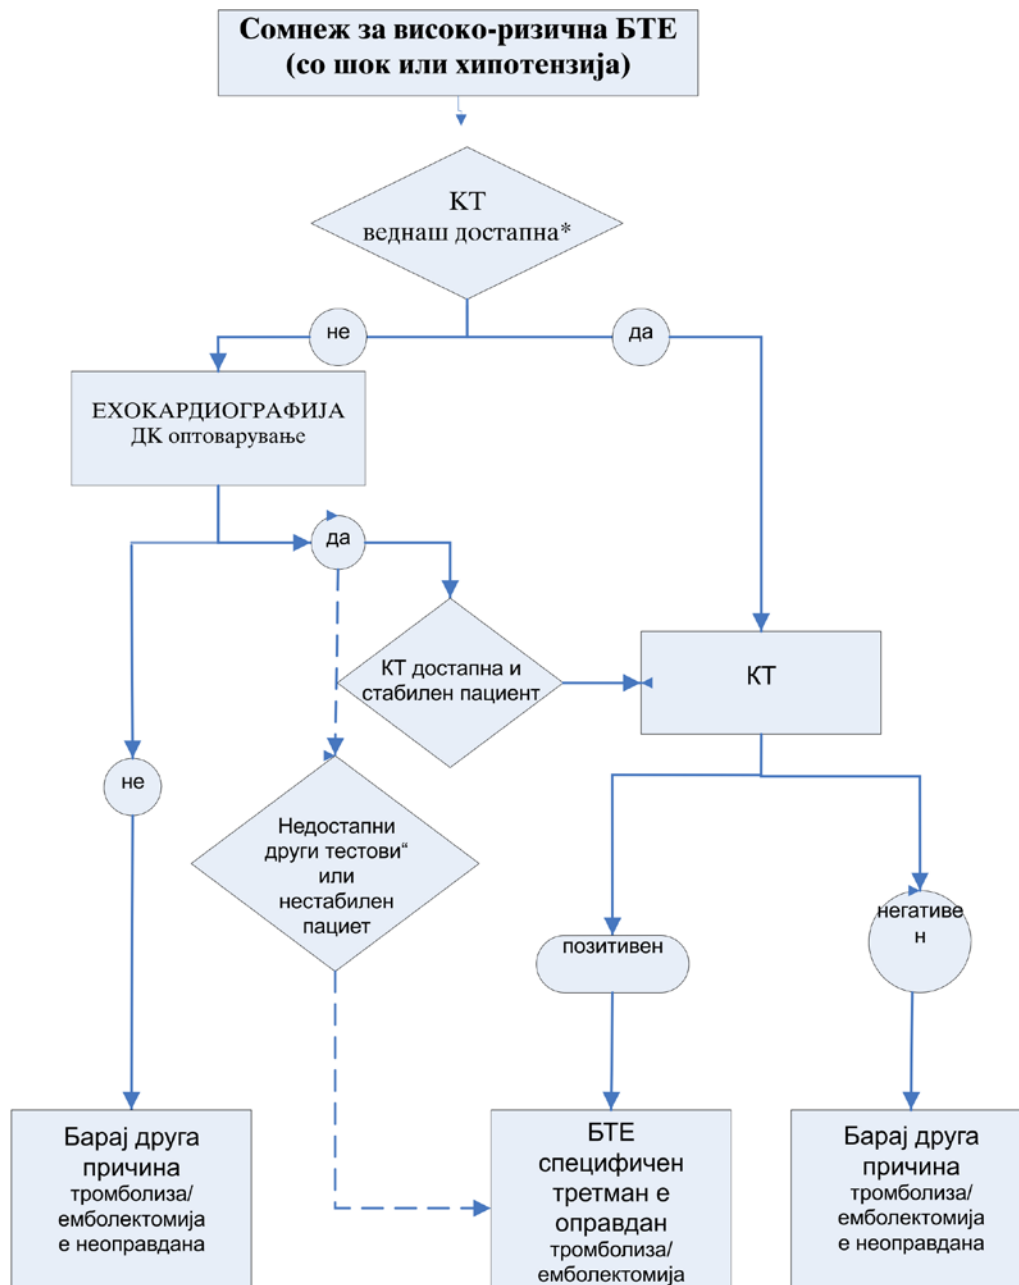 Сомнеж за високо-ризична БТЕ
(со шок или хипотензија)
КТ
веднаш достапна*
не
да
ЕХОКАРДИОГРАФИЈА
ДК оптоварување
да
КТ достапна и
стабилен пациент
КТ
не
Недостапни
други тестови“
или
нестабилен
пациет
позитивен
негативе
н
Барај друга
причина
тромболиза/
емболектомија
е неоправдана
БТЕ
специфичен
третман е
оправдан
тромболиза/
емболектомија
Барај друга
причина
тромболиза/
емболектомија
е неоправдана